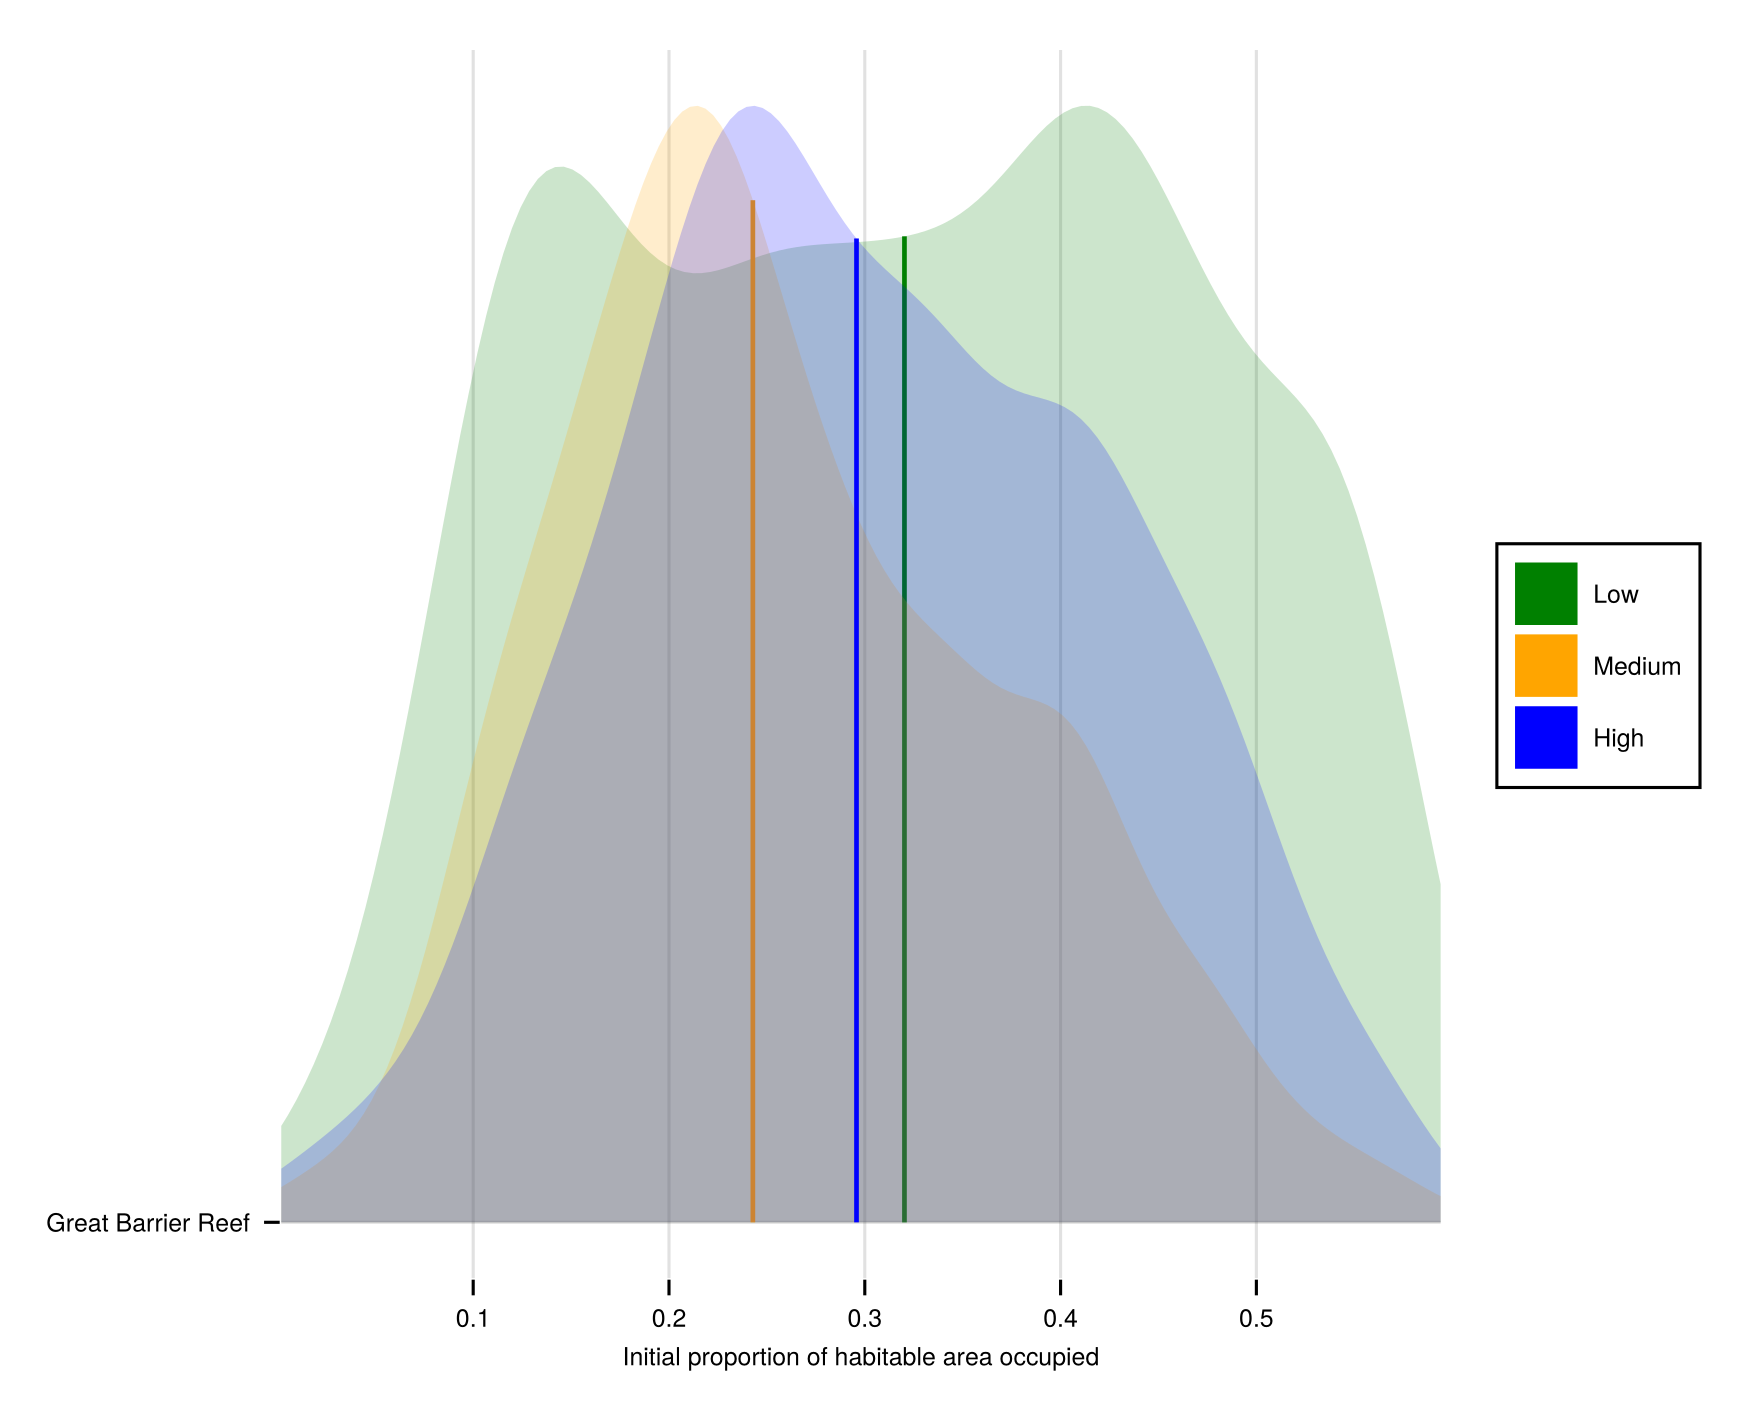 Low
Medium
High
Great Barrier Reef
0.1 0.2 0.3 0.4 0.5
Initial proportion of habitable area occupied